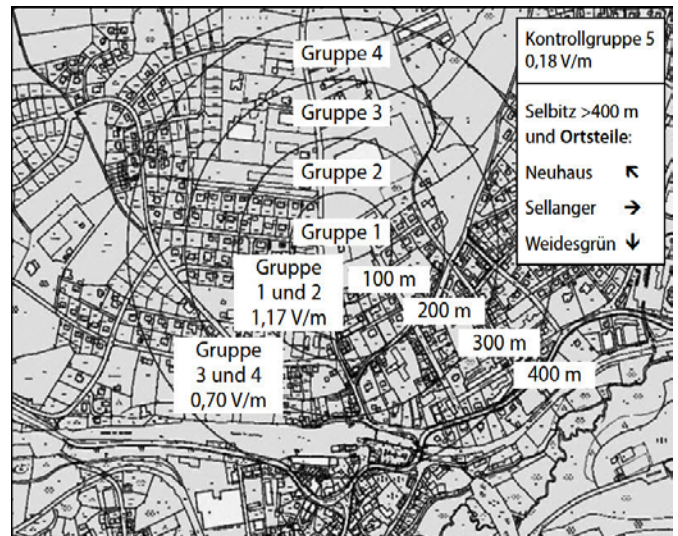 Gruppe 4
Gruppe 3
Gruppe 2
Gruppe 1
Gruppe
1 und 2
1,17 V/m
Gruppe
3 und 4
0,70 V/m
100 m
200 m
300 m
400 m
Kontrollgruppe 5
0,18 V/m
Selbitz >400 m
und Ortsteile:
Neuhaus ↖
Sellanger →
Weidesgrün ↓